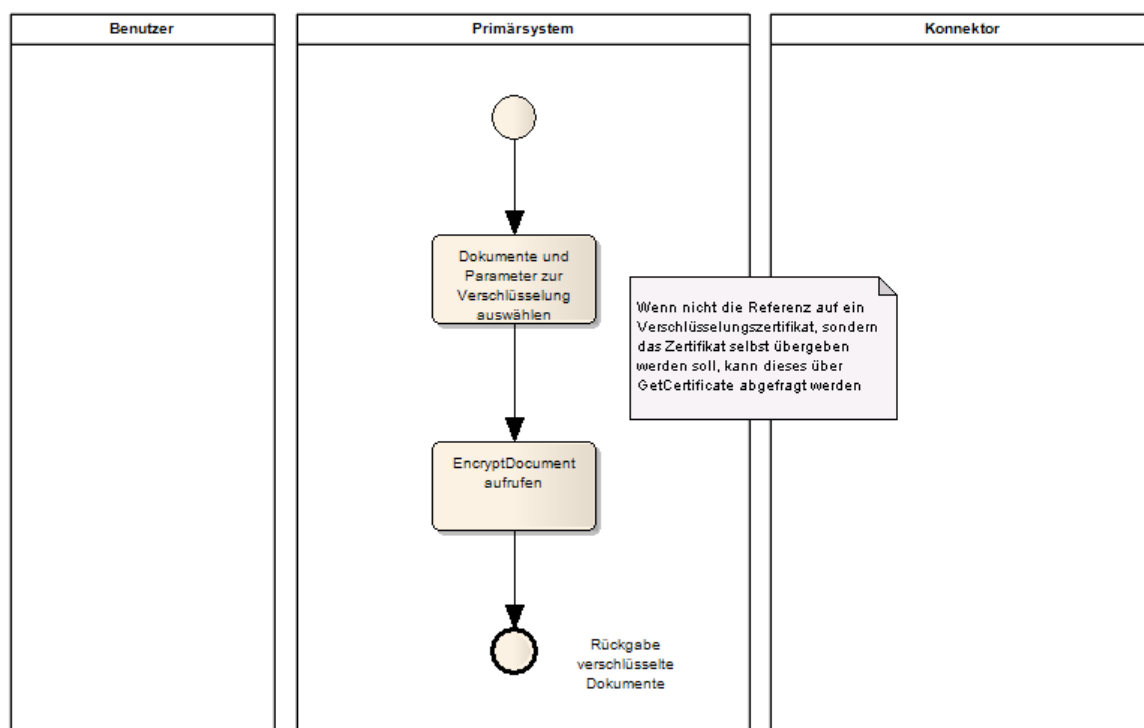 Benutzer
Primärsystem
Konnektor
Dokumente und
Parameter zur
Verschlüsselung
auswählen
Wenn nicht die Referenz auf ein
Verschlüsselungszertifikat, sondern
das Zertifikat selbst übergeben
werden soll, kann dieses über
GetCertificate abgefragt werden
EncryptDocument
aufrufen
Rückgabe
verschlüsselte
Dokumente